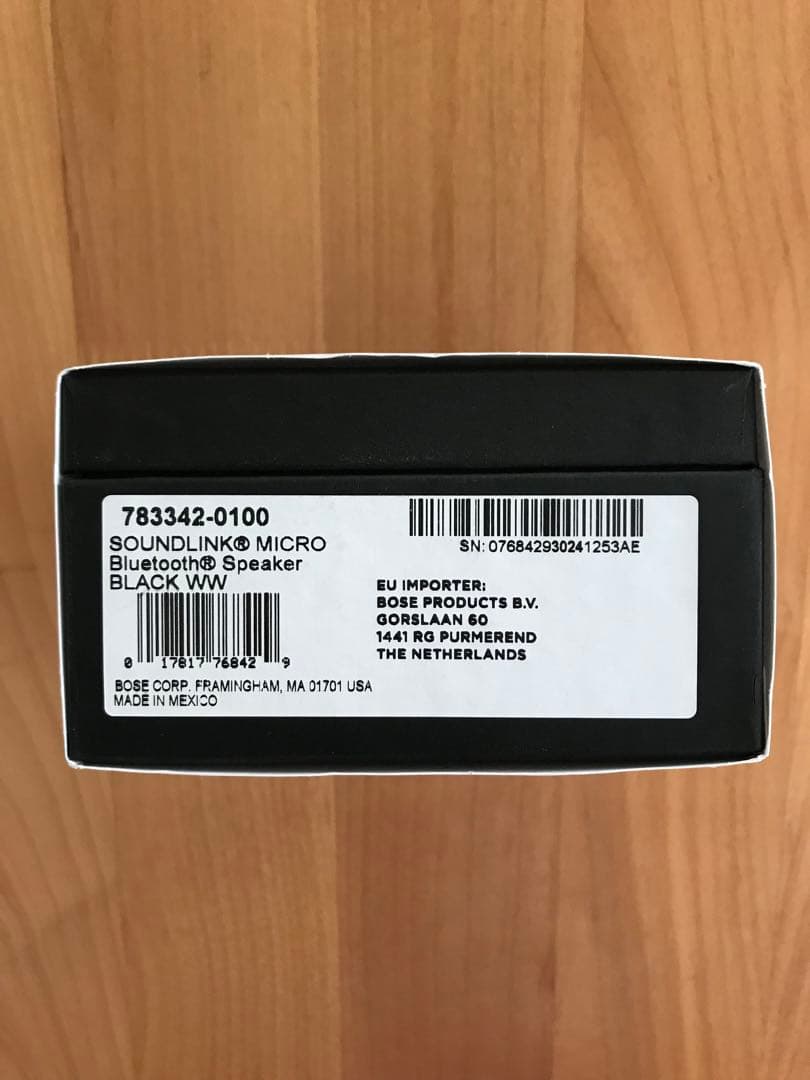 783342-0100
SOUNDLINK® MICRO
Bluetooth® Speaker
BLACK WW
0 17817 76842 9
BOSE CORP. FRAMINGHAM, MA 01701 USA
MADE IN MEXICO
SN: 076842930241253AE
EU IMPORTER:
BOSE PRODUCTS B.V.
GORSLAAN 60
1441 RG PURMEREND
THE NETHERLANDS